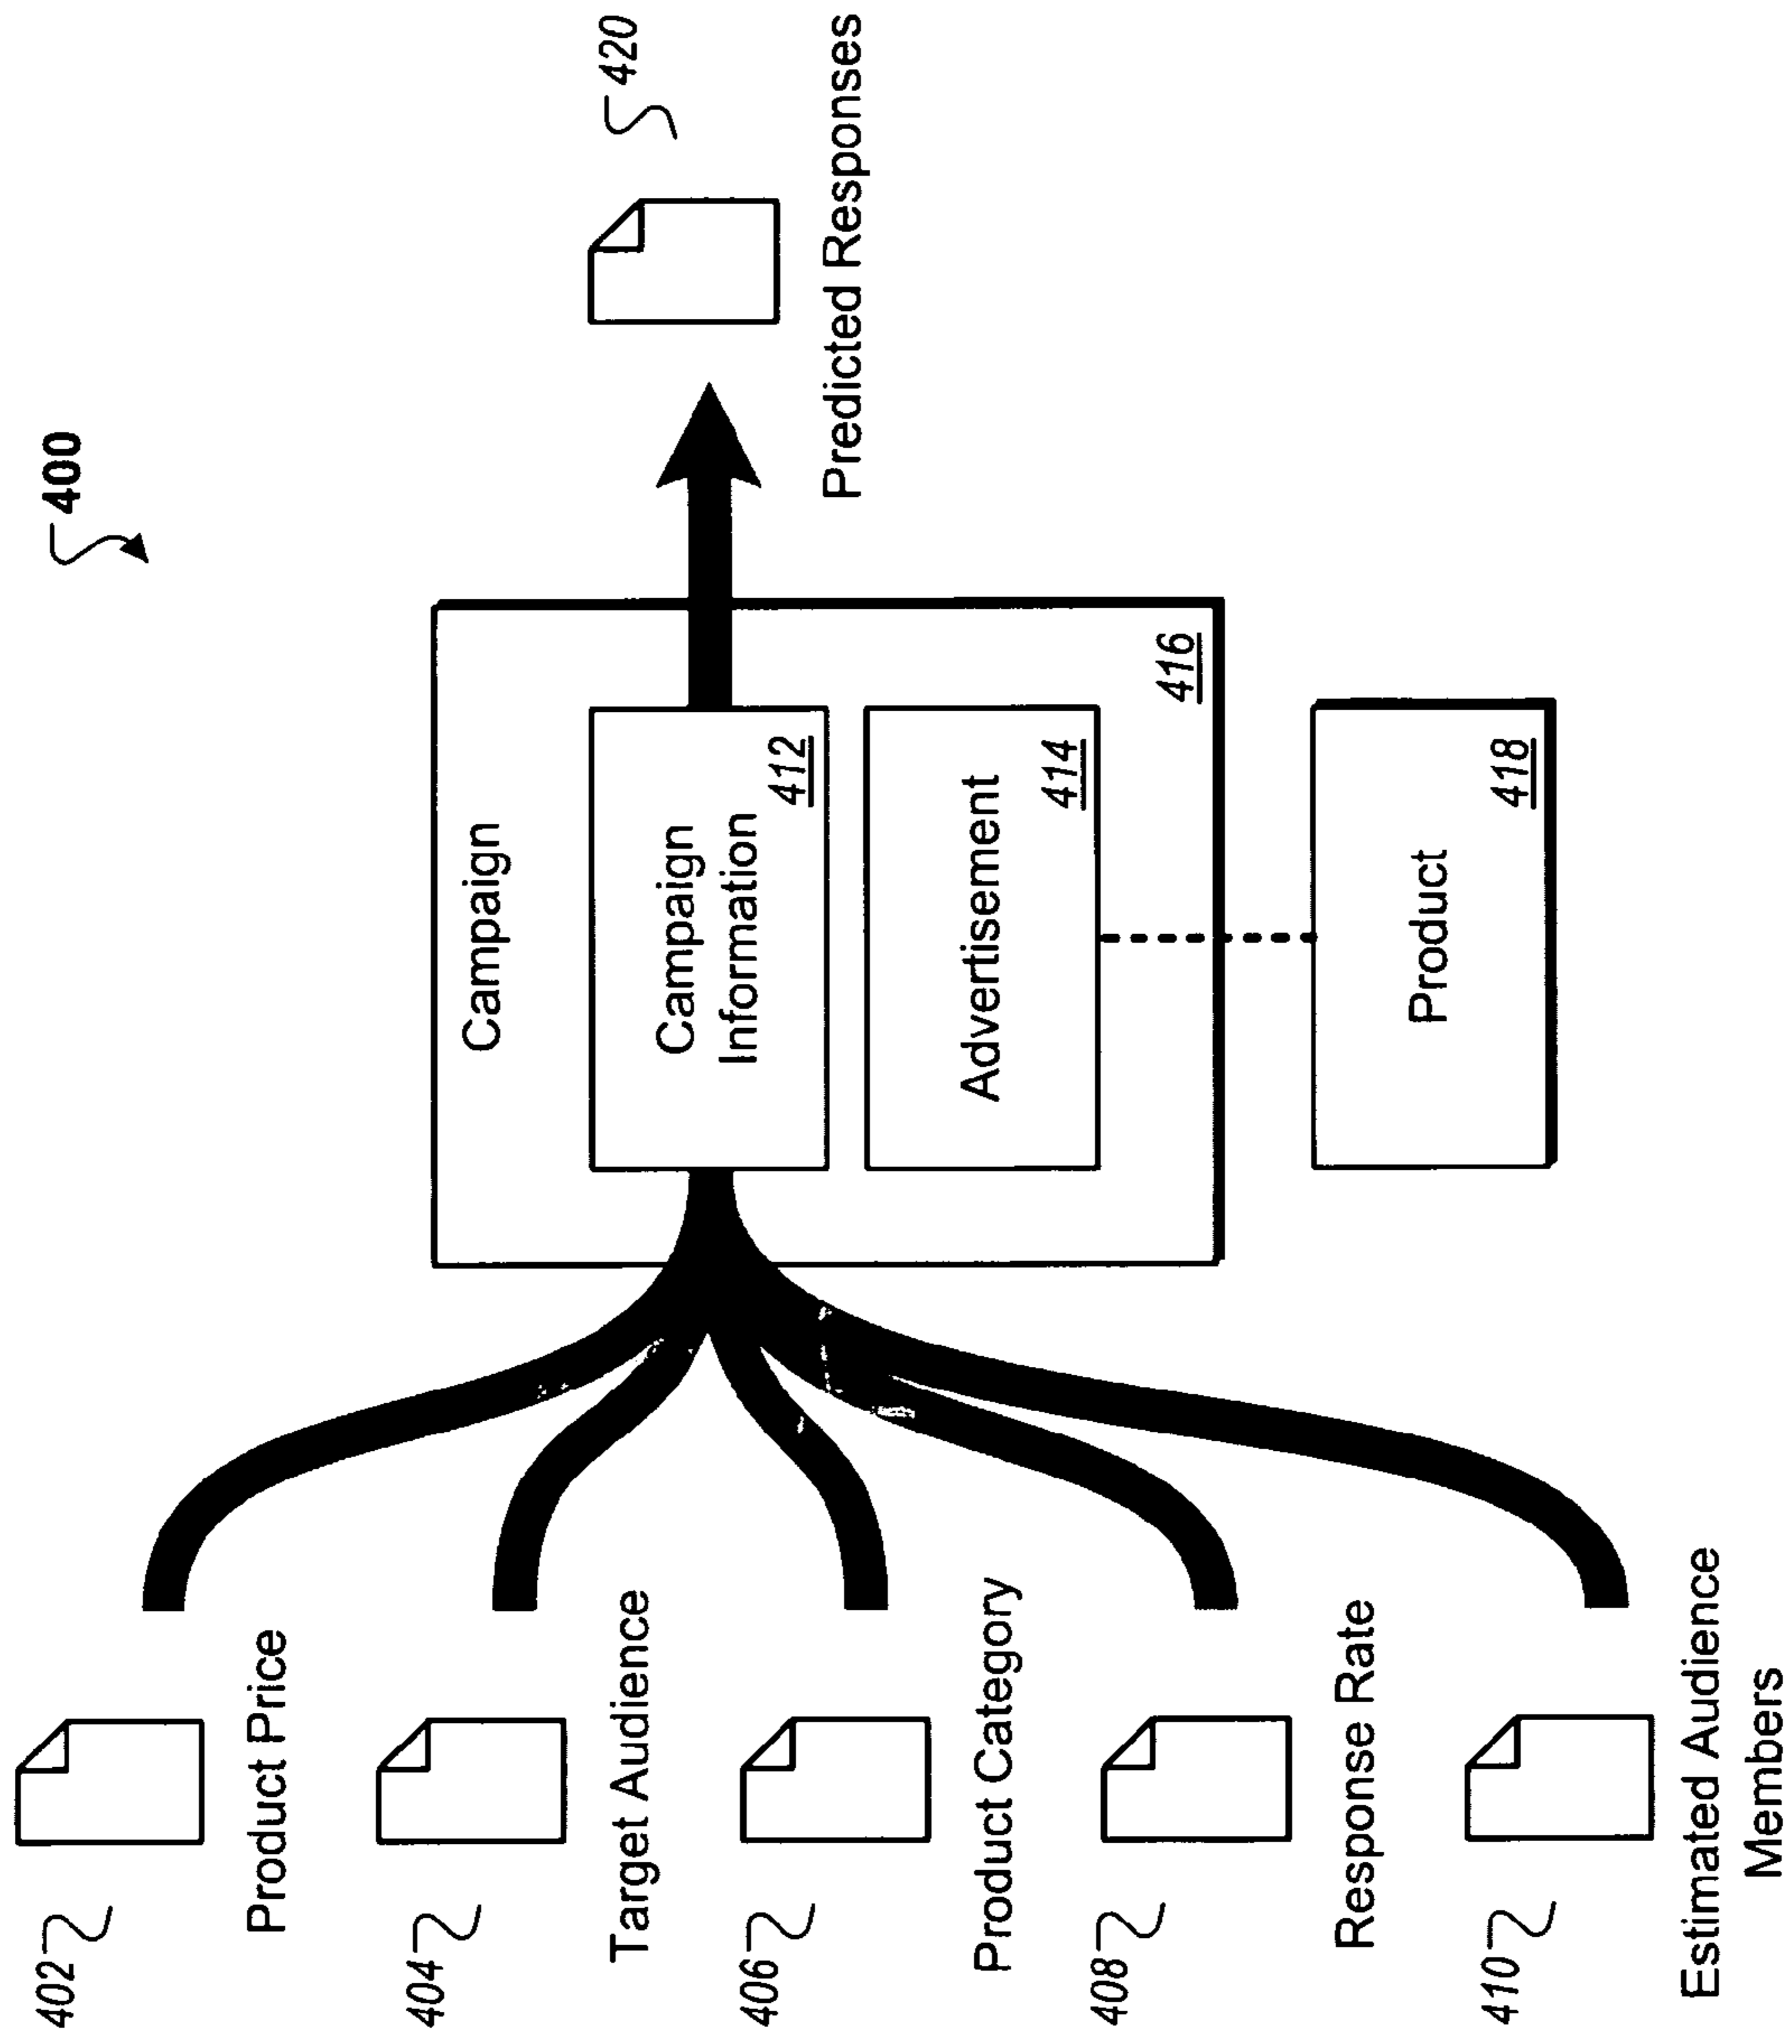 400
402
Product Price
404
Target Audience
406
Product Category
408
Response Rate
410
Estimated Audience
Members
Campaign
Campaign
Information
412
Advertisement
414
416
Product
418
420
Predicted Responses